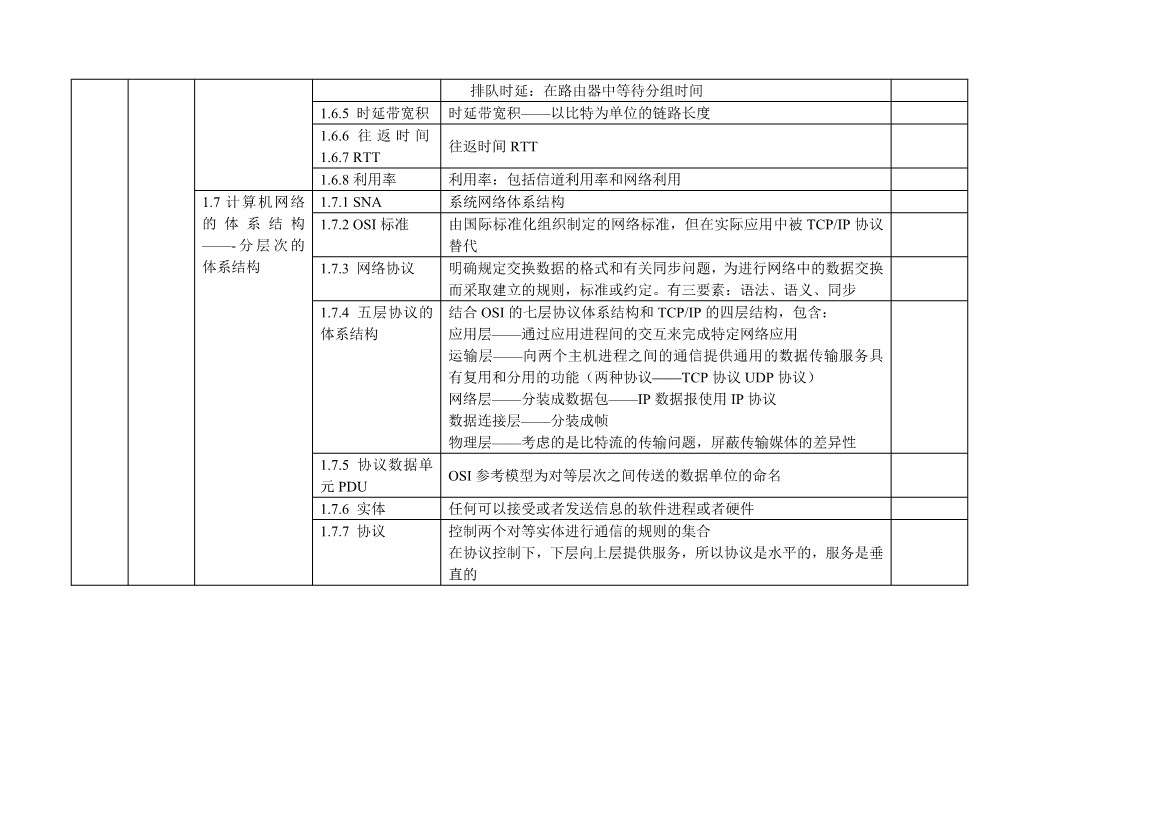 排队时延：在路由器中等待分组时间
1.6.5 时延带宽积
时延带宽积——以比特为单位的链路长度
1.6.6 往返时间
1.6.7 RTT
往返时间 RTT
1.6.8 利用率
利用率：包括信道利用率和网络利用
1.7 计算机网络
的体系结构
——-分层次的
体系结构
1.7.1 SNA
系统网络体系结构
1.7.2 OSI 标准
由国际标准化组织制定的网络标准，但在实际应用中被 TCP/IP 协议
替代
1.7.3 网络协议
明确规定交换数据的格式和有关同步问题，为进行网络中的数据交换
而采取建立的规则，标准或约定。有三要素：语法、语义、同步
1.7.4 五层协议的
体系结构
结合 OSI 的七层协议体系结构和 TCP/IP 的四层结构，包含：
应用层——通过应用进程间的交互来完成特定网络应用
运输层——向两个主机进程之间的通信提供通用的数据传输服务具
有复用和分用的功能（两种协议——TCP 协议 UDP 协议）
网络层——分装成数据包——IP 数据报使用 IP 协议
数据连接层——分装成帧
物理层——考虑的是比特流的传输问题，屏蔽传输媒体的差异性
1.7.5 协议数据单
元 PDU
OSI 参考模型为对等层次之间传送的数据单位的命名
1.7.6 实体
任何可以接受或者发送信息的软件进程或者硬件
1.7.7 协议
控制两个对等实体进行通信的规则的集合
在协议控制下，下层向上层提供服务，所以协议是水平的，服务是垂
直的